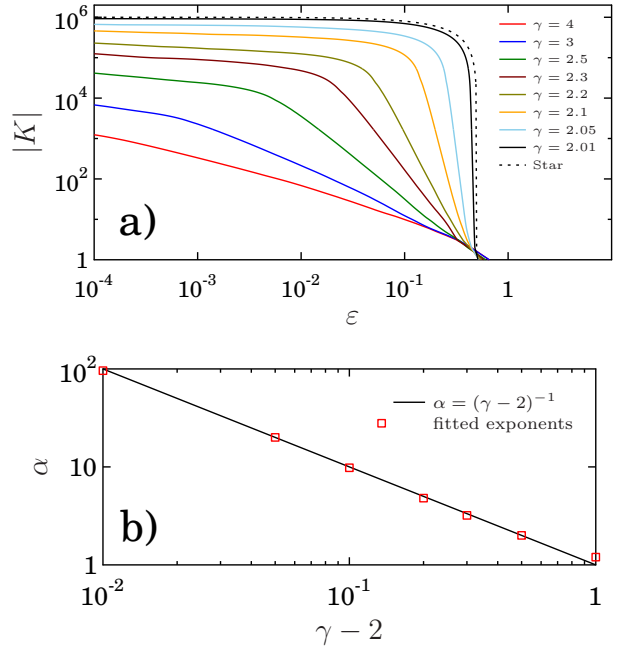 10^6
10^4
10^2
1
|K|
a)
γ = 4
γ = 3
γ = 2.5
γ = 2.3
γ = 2.2
γ = 2.1
γ = 2.05
γ = 2.01
Star
10^-4
10^-3
10^-2
10^-1
1
ε
10^2
10
1
α
b)
α = (γ − 2)^−1
fitted exponents
10^-2
10^-1
1
γ − 2